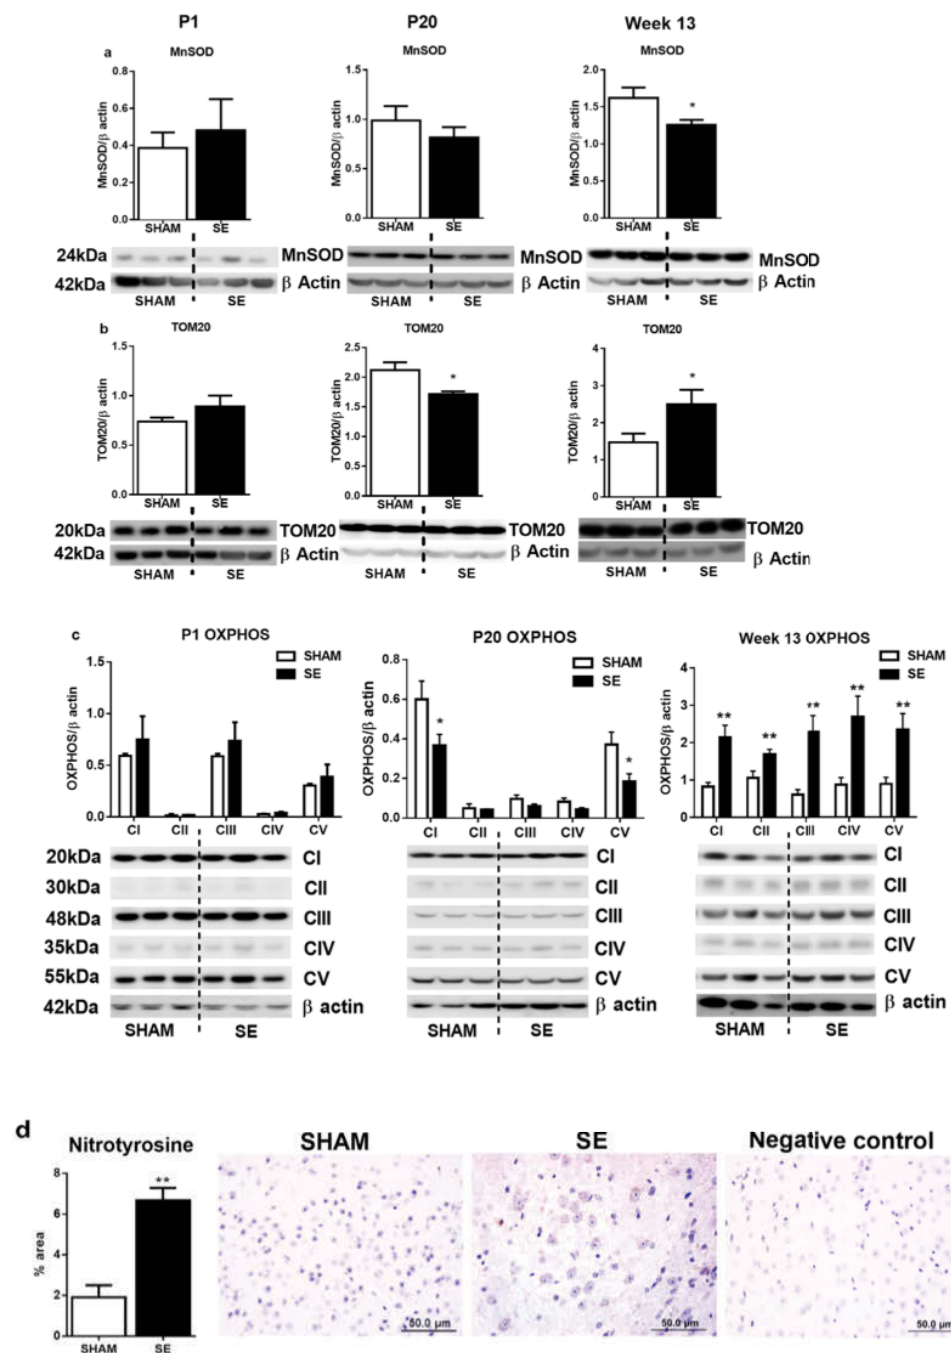 P1 P20 Week 13
a MnSOD MnSOD MnSOD
MnSOD/β actin
0.8
0.6
0.4
0.2
0.0
SHAM SE
MnSOD/β actin
1.5
1.0
0.5
0.0
SHAM SE
MnSOD/β actin
2.0
1.5
*
1.0
0.5
0.0
SHAM SE
24kDa MnSOD MnSOD MnSOD
42kDa β Actin β Actin β Actin
SHAM SE SHAM SE SHAM SE
b TOM20 TOM20 TOM20
TOM20/β actin
1.5
1.0
0.5
0.0
SHAM SE
TOM20/β actin
2.5
2.0
*
1.5
1.0
0.5
0.0
SHAM SE
TOM20/β actin
4
*
3
2
1
0
SHAM SE
20kDa TOM20 TOM20 TOM20
42kDa β Actin β Actin β Actin
SHAM SE SHAM SE SHAM SE
c P1 OXPHOS P20 OXPHOS Week 13 OXPHOS
SHAM
SE
OXPHOS/β actin
1.5
1.0
0.5
0.0
CI CII CIII CIV CV
SHAM
SE
OXPHOS/β actin
0.8
0.6
0.4
0.2
0.0
* *
CI CII CIII CIV CV
SHAM
SE
OXPHOS/β actin
4
3
2
1
0
** ** ** ** **
CI CII CIII CIV CV
20kDa CI CI CI
30kDa CII CII CII
48kDa CIII CIII CIII
35kDa CIV CIV CIV
55kDa CV CV CV
42kDa β actin β actin β actin
SHAM SE SHAM SE SHAM SE
d Nitrotyrosine SHAM SE Negative control
% area
8
**
6
4
2
0
SHAM SE
50.0 µm 50.0 µm 50.0 µm